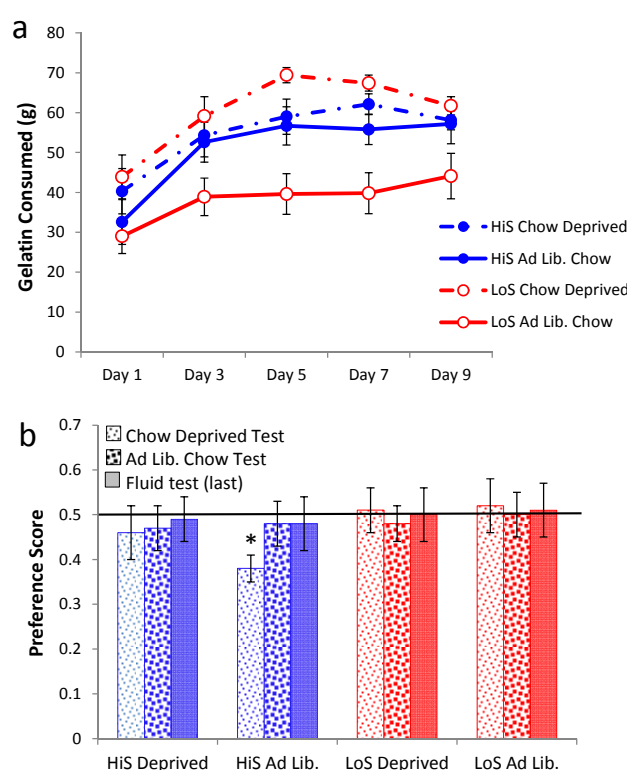 a
Gelatin Consumed (g)
80
70
60
50
40
30
20
10
0
Day 1 Day 3 Day 5 Day 7 Day 9
HiS Chow Deprived
HiS Ad Lib. Chow
LoS Chow Deprived
LoS Ad Lib. Chow
b
Preference Score
0.7
0.6
0.5
0.4
0.3
0.2
0.1
0
Chow Deprived Test
Ad Lib. Chow Test
Fluid test (last)
*
HiS Deprived HiS Ad Lib. LoS Deprived LoS Ad Lib.